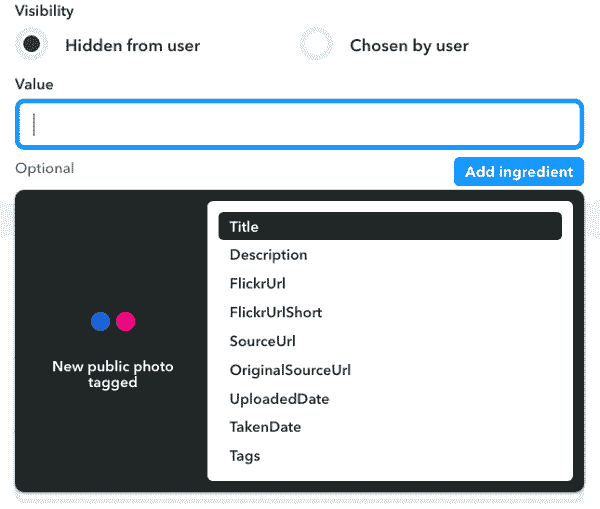 Visibility
Hidden from user
Chosen by user
Value
Optional
Add ingredient
New public photo
tagged
Title
Description
FlickrUrl
FlickrUrlShort
SourceUrl
OriginalSourceUrl
UploadedDate
TakenDate
Tags